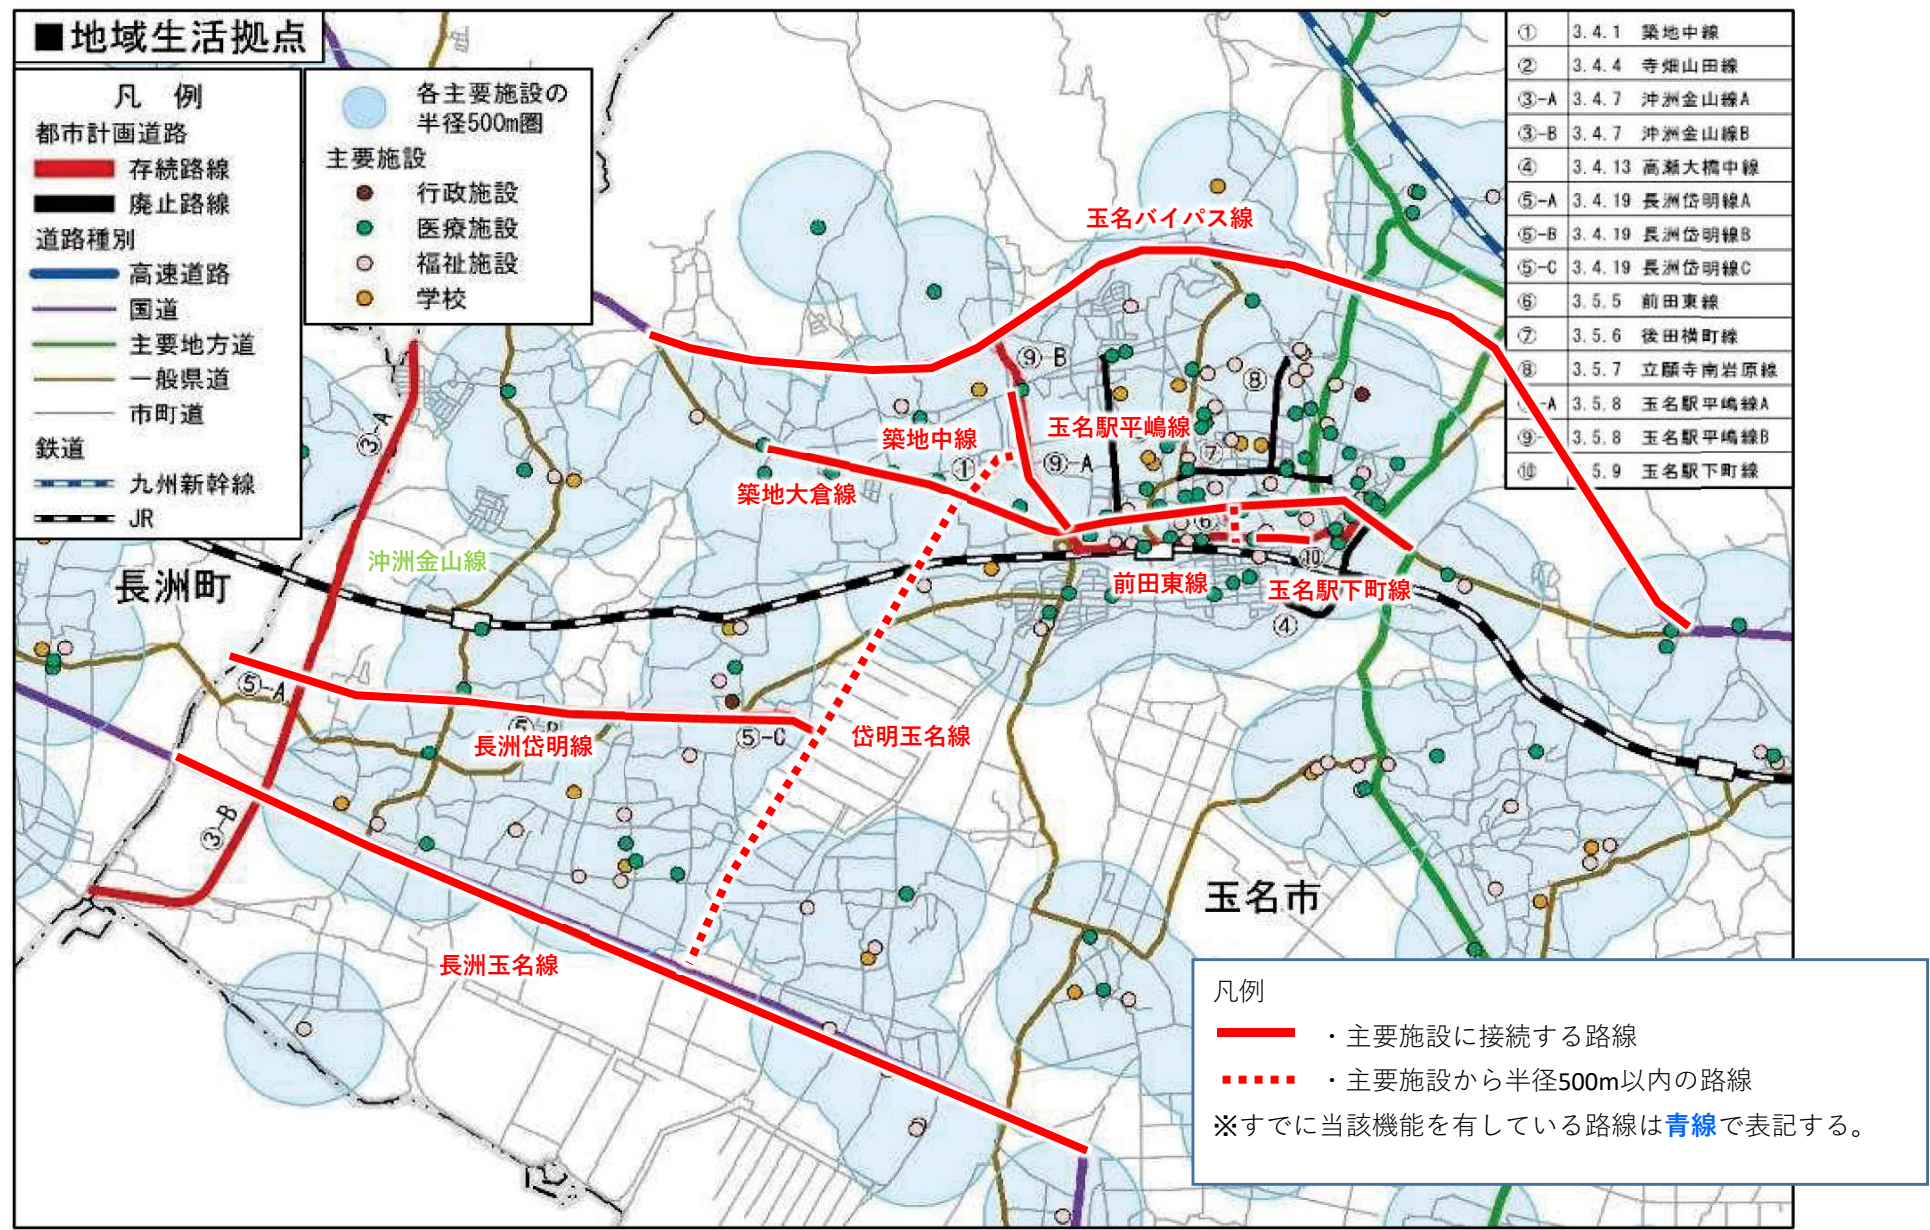 ■地域生活拠点
凡 例
都市計画道路
存続路線
廃止路線
道路種別
高速道路
国道
主要地方道
一般県道
市町道
鉄道
九州新幹線
JR
各主要施設の
半径500m圏
主要施設
行政施設
医療施設
福祉施設
学校
① 3.4.1 築地中線
② 3.4.4 寺畑山田線
③-A 3.4.7 沖洲金山線A
③-B 3.4.7 沖洲金山線B
④ 3.4.13 高瀬大橋中線
⑤-A 3.4.19 長洲岱明線A
⑤-B 3.4.19 長洲岱明線B
⑤-C 3.4.19 長洲岱明線C
⑥ 3.5.5 前田東線
⑦ 3.5.6 後田横町線
⑧ 3.5.7 立願寺南岩原線
-A 3.5.8 玉名駅平嶋線A
⑨- 3.5.8 玉名駅平嶋線B
⑩ 5.9 玉名駅下町線
玉名バイパス線
⑨-B
⑧
③-A
築地中線
玉名駅平嶋線
①
⑨-A
⑦
築地大倉線
⑥
沖洲金山線
⑩
長洲町
前田東線
玉名駅下町線
④
⑤-A
⑤-B
長洲岱明線
⑤-C
岱明玉名線
③-B
玉名市
長洲玉名線
凡例
・主要施設に接続する路線
・主要施設から半径500m以内の路線
※すでに当該機能を有している路線は青線で表記する。